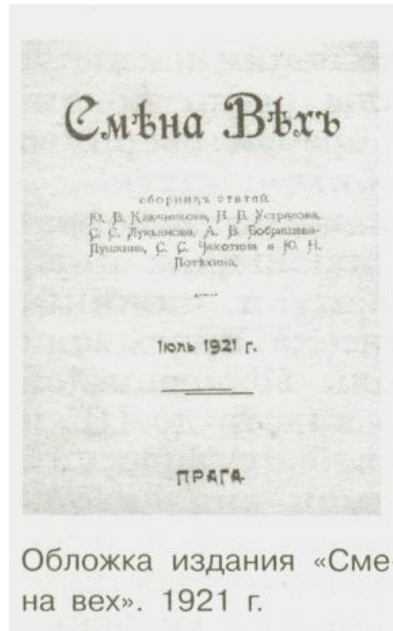 Смѣна Вѣхъ
сборникъ статей
Ю. В. Ключникова, Н. В. Устрялова,
С. С. Лукьянова, А. В. Бобрищева-
Пушкина, С. С. Чахотина и Ю. Н.
Потѣхина.
Іюль 1921 г.
ПРАГА
Обложка издания «Сме-
на вех». 1921 г.